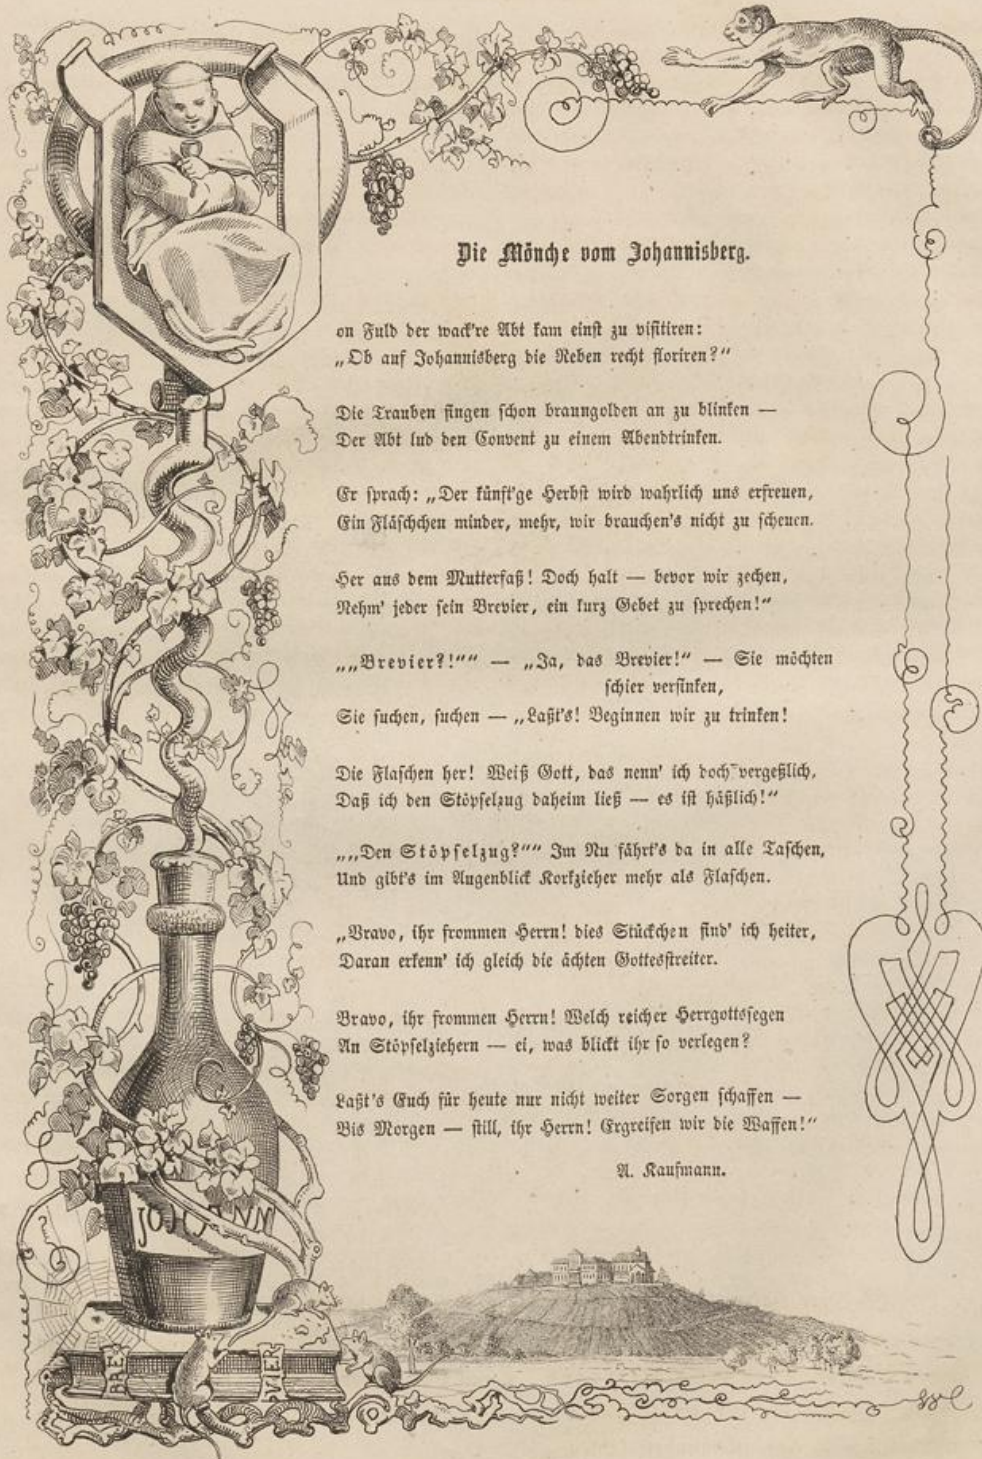 Die Mönche vom Johannisberg.
on Fuld der wack're Abt kam einst zu visitiren:
„Ob auf Johannisberg die Reben recht floriren?“
Die Trauben fingen schon braungolden an zu blinken —
Der Abt lud den Convent zu einem Abendtrinken.
Er sprach: „Der künft'ge Herbst wird wahrlich uns erfreuen,
Ein Fläschchen minder, mehr, wir brauchen's nicht zu scheuen.
Her aus dem Mutterfaß! Doch halt — bevor wir zechen,
Nehm' jeder sein Brevier, ein kurz Gebet zu sprechen!“
„„Brevier?!““ — „Ja, das Brevier!“ — Sie möchten
schier versinken,
Sie suchen, suchen — „Laßt's! Beginnen wir zu trinken!
Die Flaschen her! Weiß Gott, das nenn' ich doch vergeßlich,
Daß ich den Stöpselzug daheim ließ — es ist häßlich!“
„„Den Stöpselzug?““ Im Nu fährt's da in alle Taschen,
Und gibt's im Augenblick Korkzieher mehr als Flaschen.
„Bravo, ihr frommen Herrn! dies Stückchen find' ich heiter,
Daran erkenn' ich gleich die ächten Gottesstreiter.
Bravo, ihr frommen Herrn! Welch reicher Herrgottssegen
An Stöpselziehern — ei, was blickt ihr so verlegen?
Laßt's Euch für heute nur nicht weiter Sorgen schaffen —
Bis Morgen — still, ihr Herrn! Ergreifen wir die Waffen!“
A. Kaufmann.
JOHANN
BRE VIER